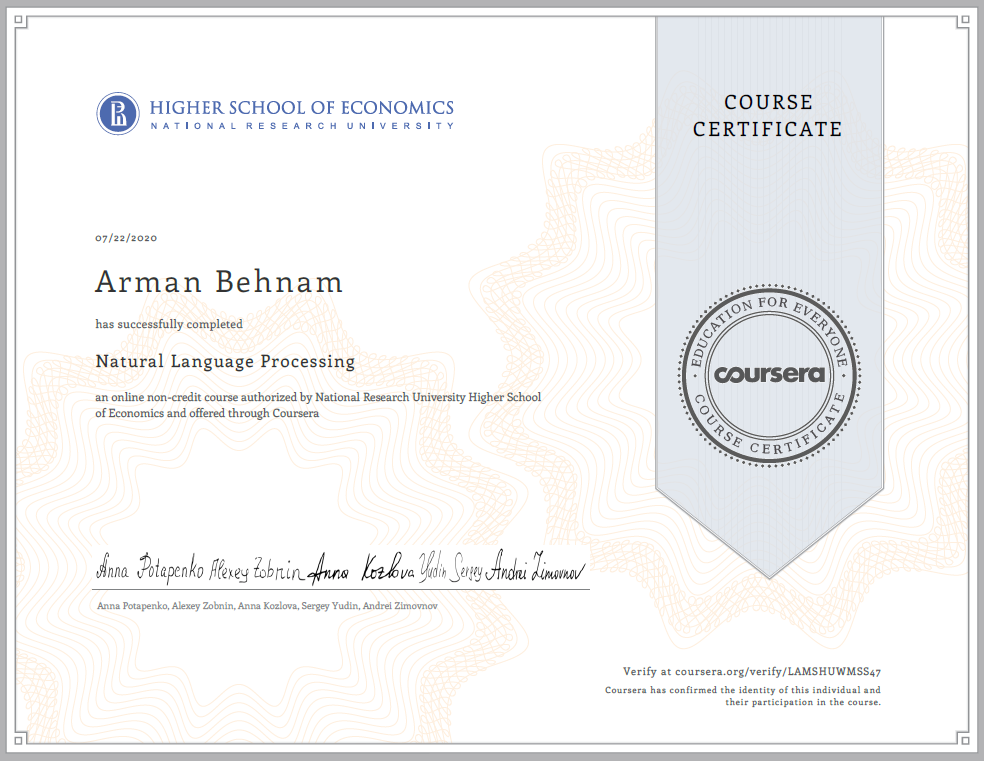 HIGHER SCHOOL OF ECONOMICS
NATIONAL RESEARCH UNIVERSITY
COURSE
CERTIFICATE
07/22/2020
Arman Behnam
has successfully completed
Natural Language Processing
an online non-credit course authorized by National Research University Higher School
of Economics and offered through Coursera
EDUCATION FOR EVERYONE
coursera
COURSE CERTIFICATE
Anna Potapenko Alexey Zobnin Anna Kozlova Yudin Sergey Andrei Zimovnov
Anna Potapenko, Alexey Zobnin, Anna Kozlova, Sergey Yudin, Andrei Zimovnov
Verify at coursera.org/verify/LAMSHUWMSS47
Coursera has confirmed the identity of this individual and
their participation in the course.